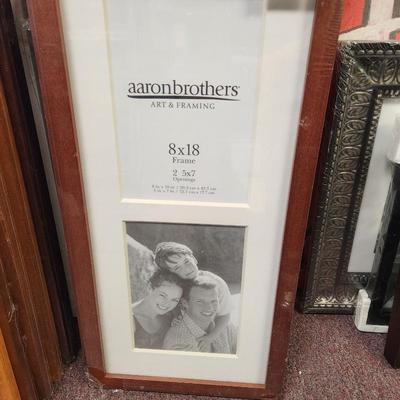 aaronbrothers
ART & FRAMING
8x18
Frame
2 5x7
Openings